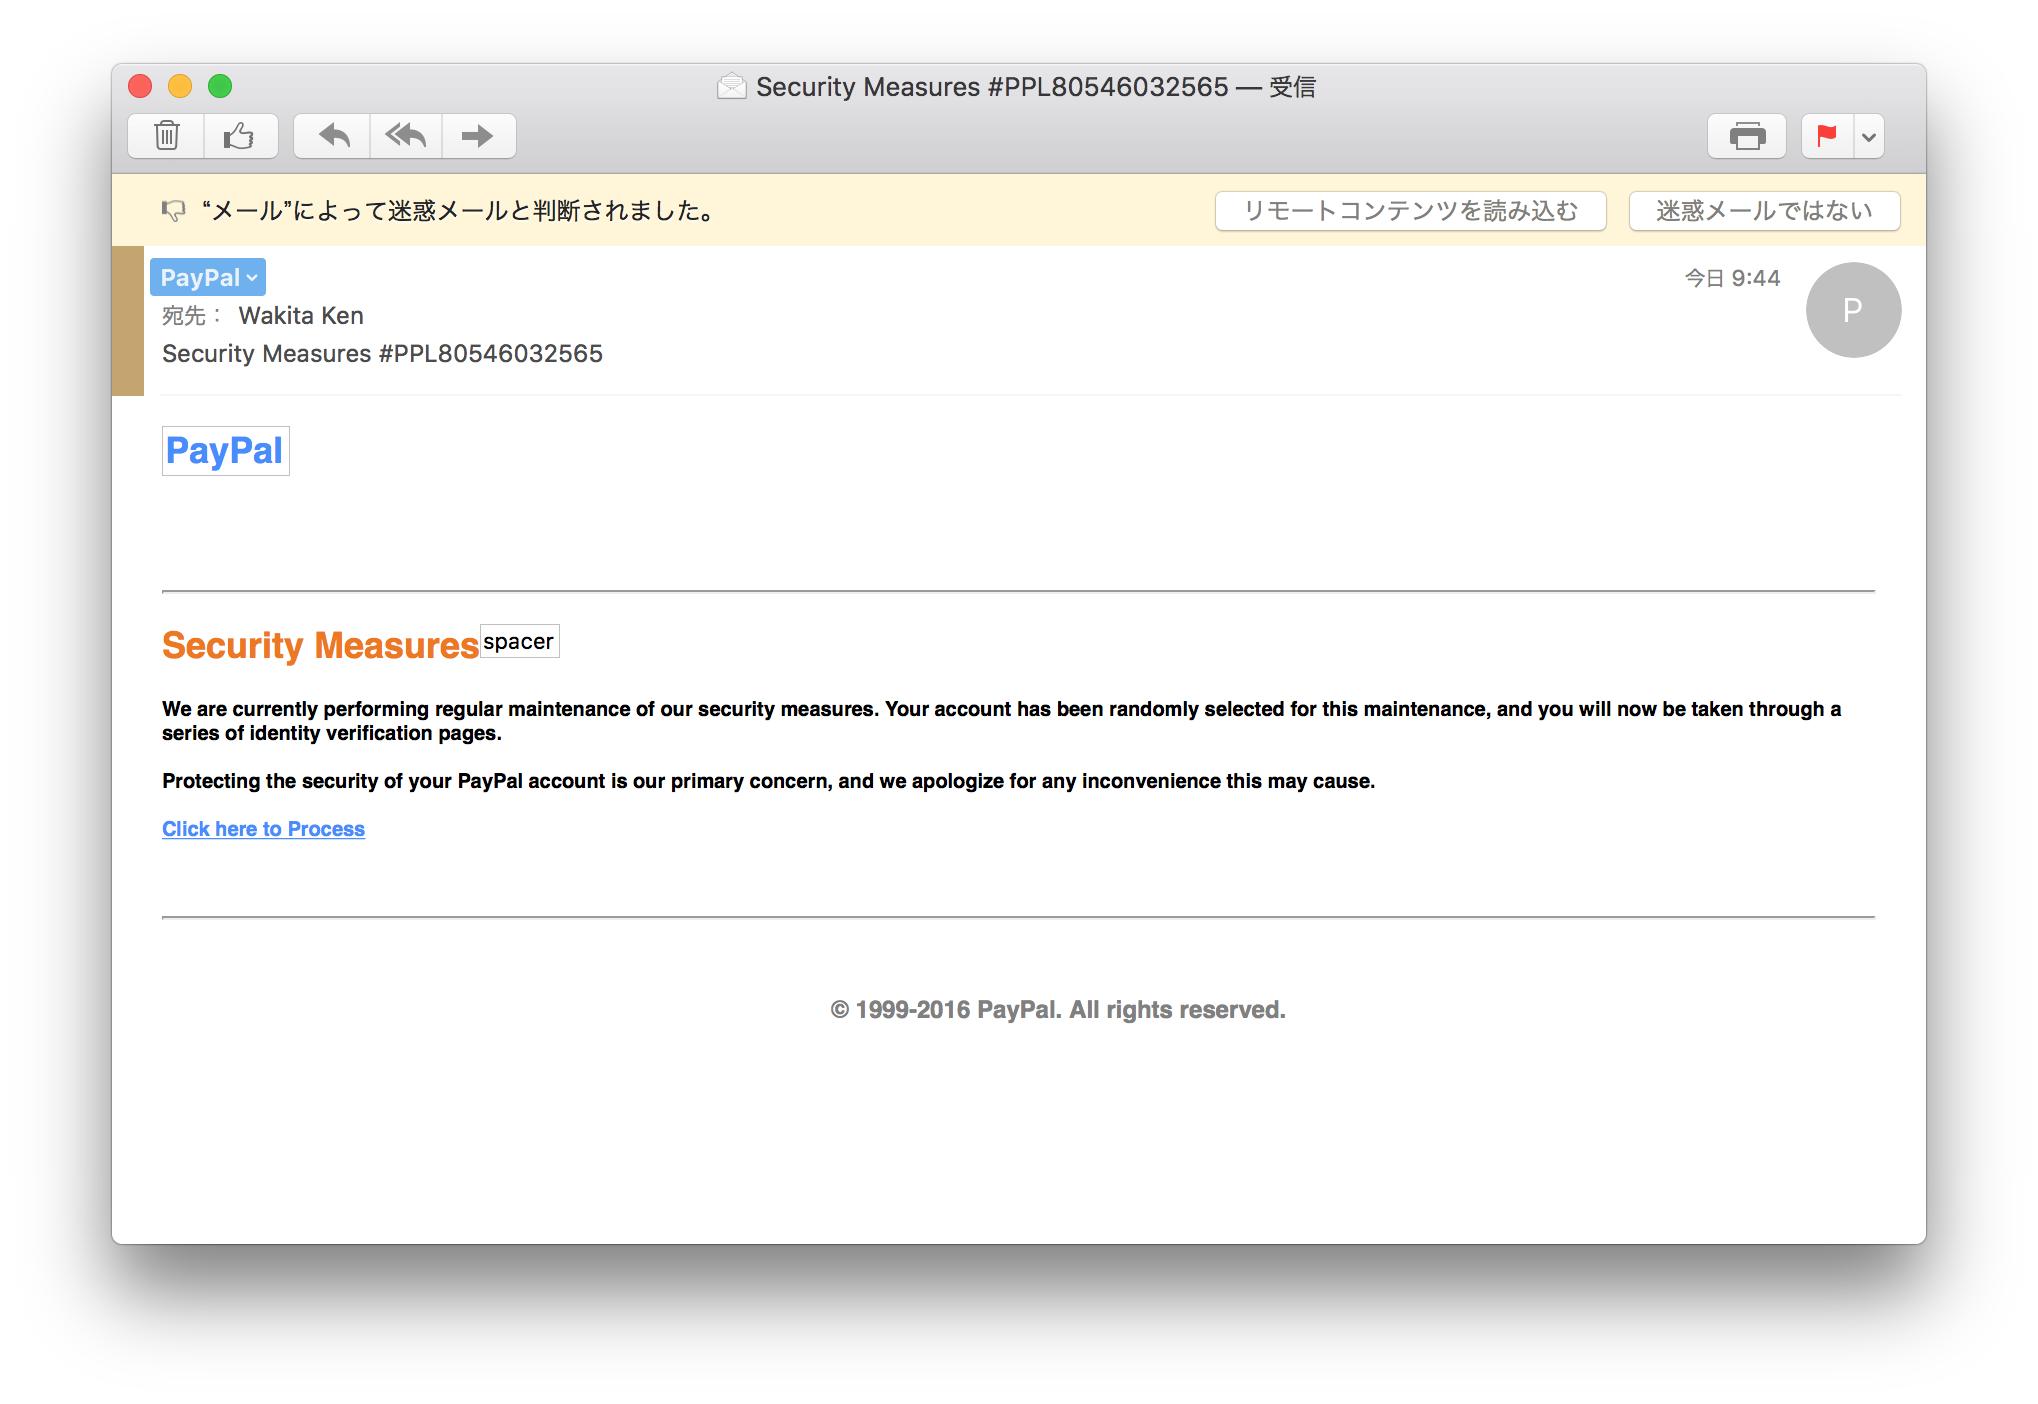 Security Measures #PPL80546032565 — 受信
“メール”によって迷惑メールと判断されました。
リモートコンテンツを読み込む
迷惑メールではない
PayPal
今日 9:44
P
宛先： Wakita Ken
Security Measures #PPL80546032565
PayPal
Security Measures spacer
We are currently performing regular maintenance of our security measures. Your account has been randomly selected for this maintenance, and you will now be taken through a
series of identity verification pages.
Protecting the security of your PayPal account is our primary concern, and we apologize for any inconvenience this may cause.
Click here to Process
© 1999-2016 PayPal. All rights reserved.